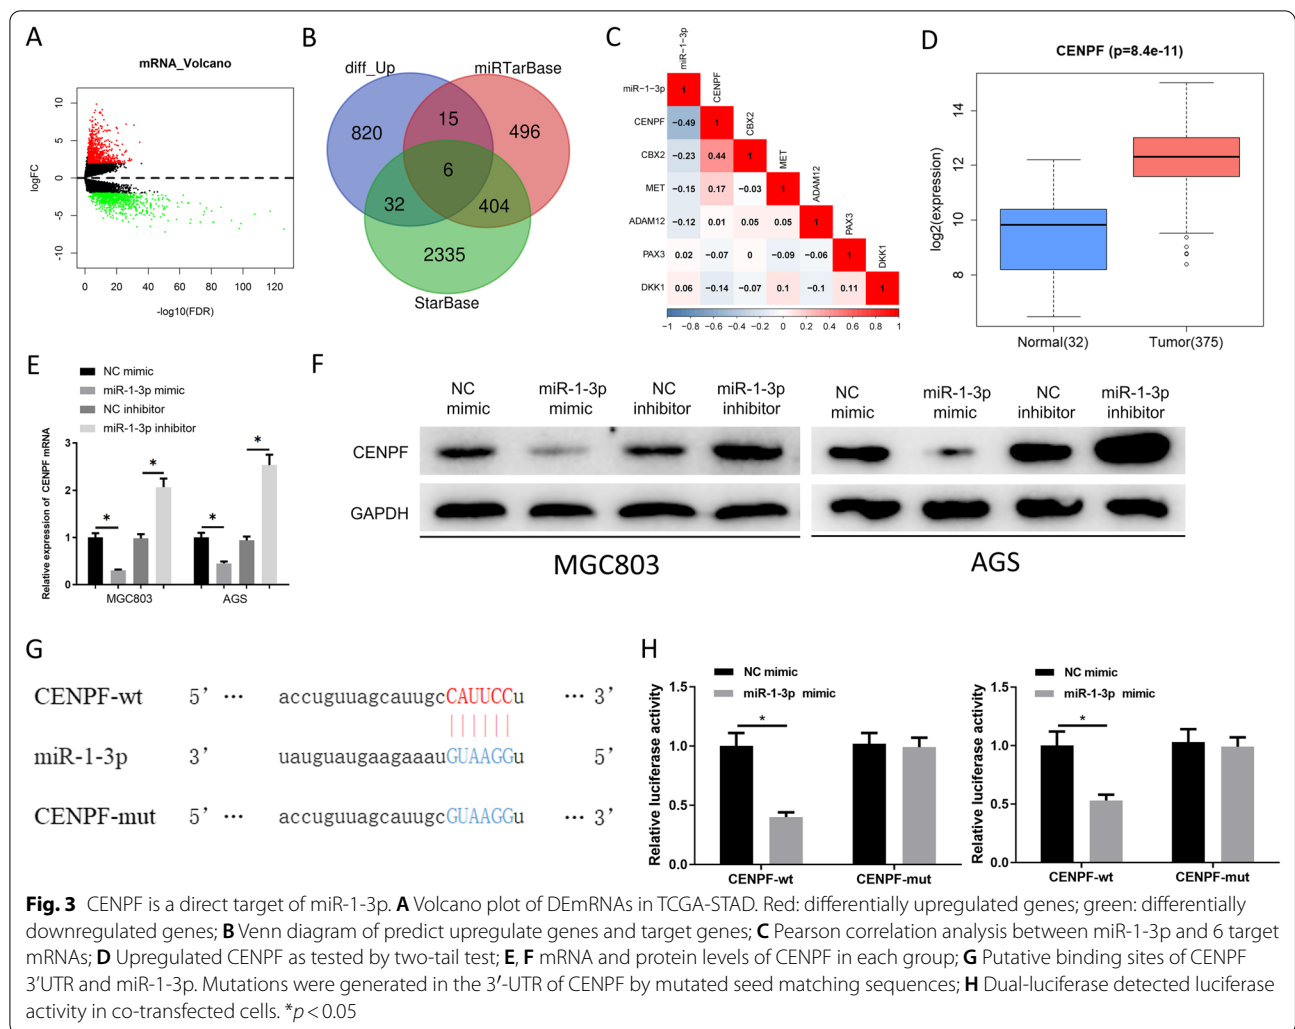 A
mRNA_Volcano
logFC
10
5
0
-5
-10
0 20 40 60 80 100 120
-log10(FDR)
B
diff_Up
miRTarBase
820
15
496
6
32
404
2335
StarBase
C
miR-1-3p
CENPF
CBX2
MET
ADAM12
PAX3
DKK1
miR-1-3p 1
CENPF -0.49 1
CBX2 -0.23 0.44 1
MET -0.15 0.17 -0.03 1
ADAM12 -0.12 0.01 0.05 0.05 1
PAX3 0.02 -0.07 0 -0.09 -0.06 1
DKK1 0.06 -0.14 -0.07 0.1 -0.1 0.11 1
-1 -0.8 -0.6 -0.4 -0.2 0 0.2 0.4 0.6 0.8 1
D
CENPF (p=8.4e-11)
log2(expression)
14
12
10
8
Normal(32) Tumor(375)
E
NC mimic
miR-1-3p mimic
NC inhibitor
miR-1-3p inhibitor
Relative expression of CENPF mRNA
3
2
1
0
* * * *
MGC803 AGS
F
NC mimic
miR-1-3p mimic
NC inhibitor
miR-1-3p inhibitor
NC mimic
miR-1-3p mimic
NC inhibitor
miR-1-3p inhibitor
CENPF
GAPDH
MGC803 AGS
G
CENPF-wt 5' ··· accuguuagcauugcCAUUCCu ··· 3'
miR-1-3p 3' uauguaugaagaaauGUAAGGu 5'
CENPF-mut 5' ··· accuguuagcauugcGUAAGGu ··· 3'
H
NC mimic
miR-1-3p mimic
Relative luciferase activity
1.5
1.0
0.5
0.0
*
CENPF-wt CENPF-mut
NC mimic
miR-1-3p mimic
Relative luciferase activity
1.5
1.0
0.5
0.0
*
CENPF-wt CENPF-mut
Fig. 3 CENPF is a direct target of miR-1-3p. A Volcano plot of DEmRNAs in TCGA-STAD. Red: differentially upregulated genes; green: differentially
downregulated genes; B Venn diagram of predict upregulate genes and target genes; C Pearson correlation analysis between miR-1-3p and 6 target
mRNAs; D Upregulated CENPF as tested by two-tail test; E, F mRNA and protein levels of CENPF in each group; G Putative binding sites of CENPF
3'UTR and miR-1-3p. Mutations were generated in the 3′-UTR of CENPF by mutated seed matching sequences; H Dual-luciferase detected luciferase
activity in co-transfected cells. *p < 0.05